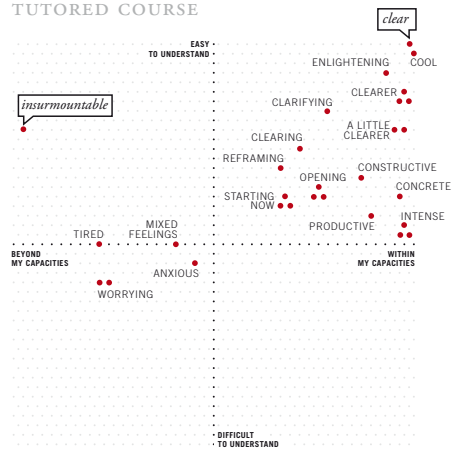 TUTORED COURSE
clear
EASY
TO UNDERSTAND
ENLIGHTENING
COOL
insurmountable
CLEARER
CLARIFYING
A LITTLE
CLEARER
CLEARING
REFRAMING
CONSTRUCTIVE
OPENING
CONCRETE
STARTING
NOW
INTENSE
PRODUCTIVE
MIXED
FEELINGS
TIRED
BEYOND
MY CAPACITIES
WITHIN
MY CAPACITIES
ANXIOUS
WORRYING
DIFFICULT
TO UNDERSTAND